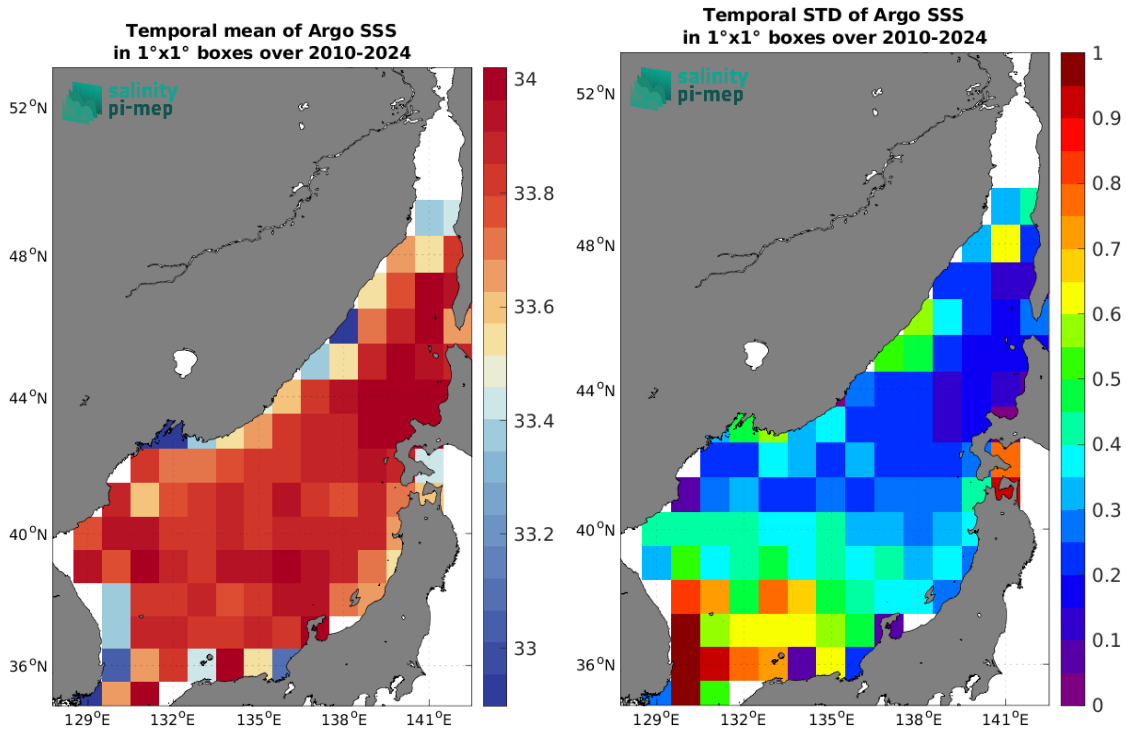 Temporal mean of Argo SSS
in 1°x1° boxes over 2010-2024
salinity
pi-mep
52°N
48°N
44°N
40°N
36°N
129°E
132°E
135°E
138°E
141°E
34
33.8
33.6
33.4
33.2
33
Temporal STD of Argo SSS
in 1°x1° boxes over 2010-2024
salinity
pi-mep
52°N
48°N
44°N
40°N
36°N
129°E
132°E
135°E
138°E
141°E
1
0.9
0.8
0.7
0.6
0.5
0.4
0.3
0.2
0.1
0